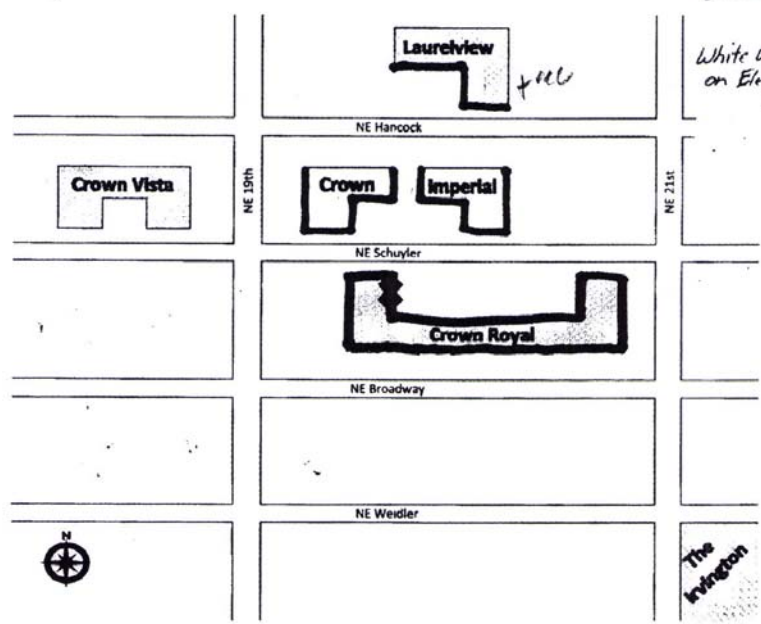 Laurelview
White
on
NE Hancock
Crown Vista
NE 19th
Crown
Imperial
NE 21st
NE Schuyler
Crown Royal
NE Broadway
NE Weidler
N
The
Irvington